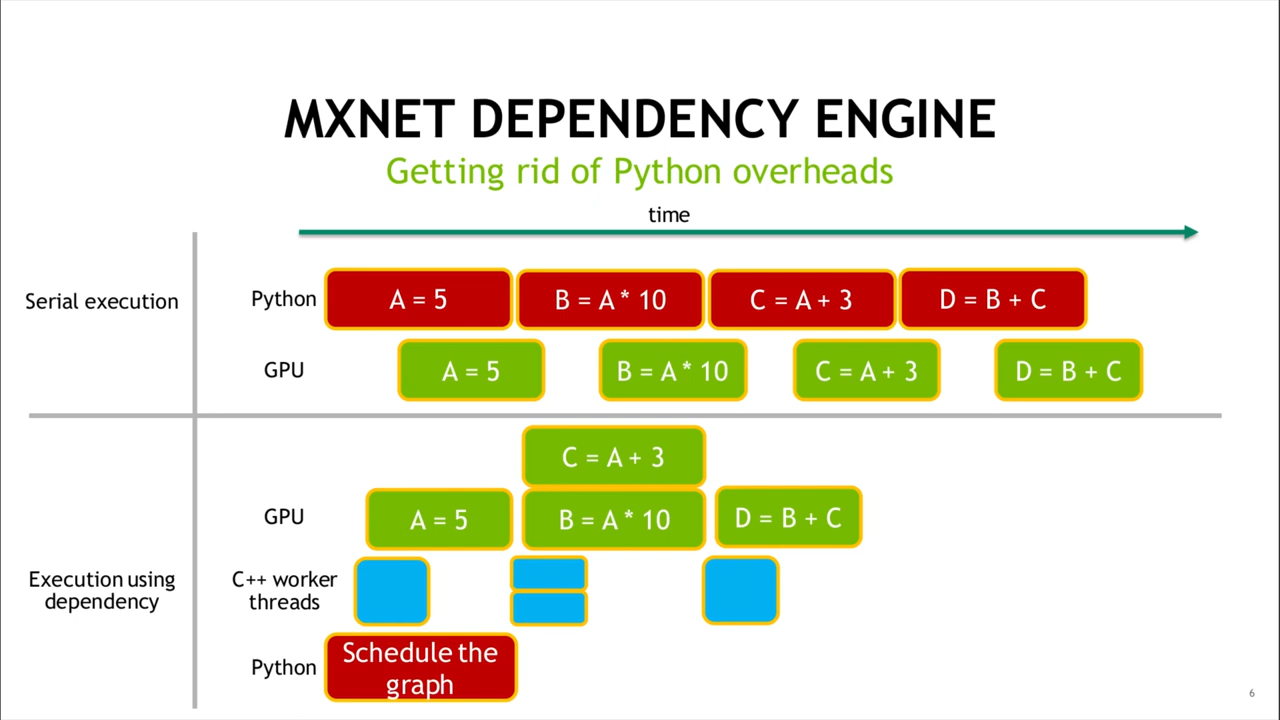 MXNET DEPENDENCY ENGINE
Getting rid of Python overheads
time
Serial execution
Python
A = 5
B = A * 10
C = A + 3
D = B + C
GPU
A = 5
B = A * 10
C = A + 3
D = B + C
C = A + 3
GPU
A = 5
B = A * 10
D = B + C
Execution using
dependency
C++ worker
threads
Python
Schedule the
graph
6